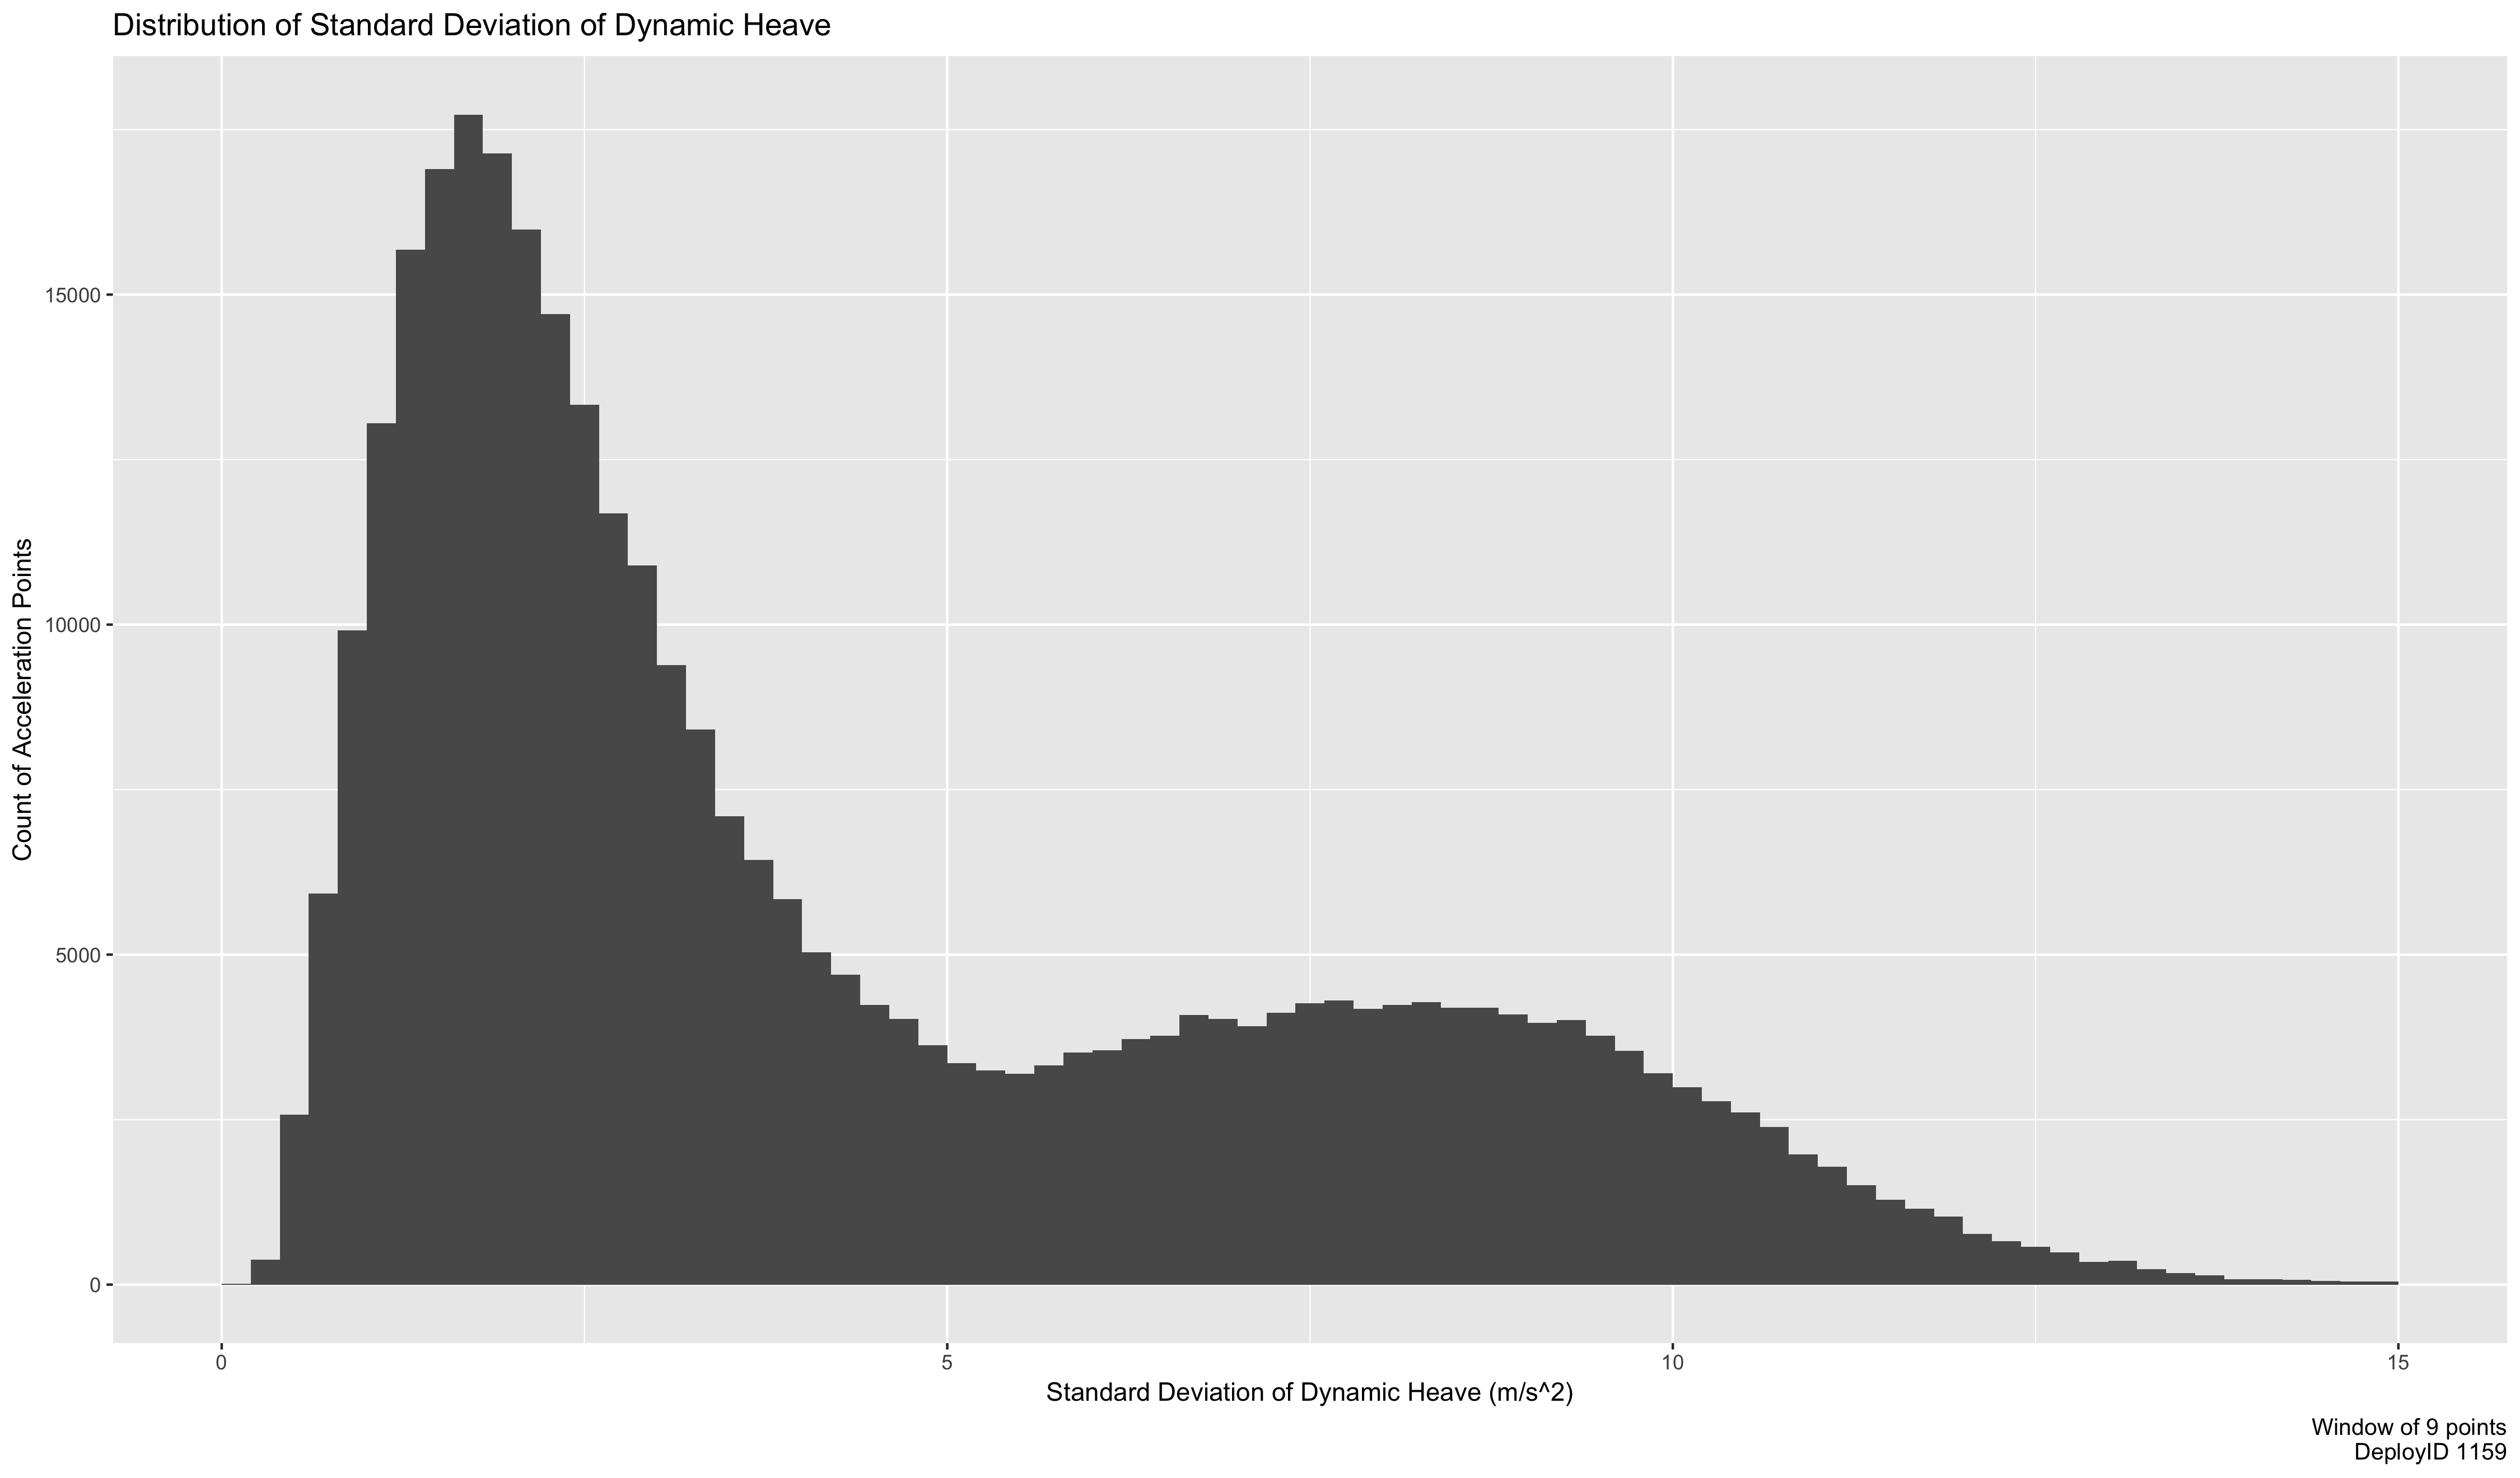 Distribution of Standard Deviation of Dynamic Heave
Count of Acceleration Points
15000
10000
5000
0
0
5
10
15
Standard Deviation of Dynamic Heave (m/s^2)
Window of 9 points
DeployID 1159